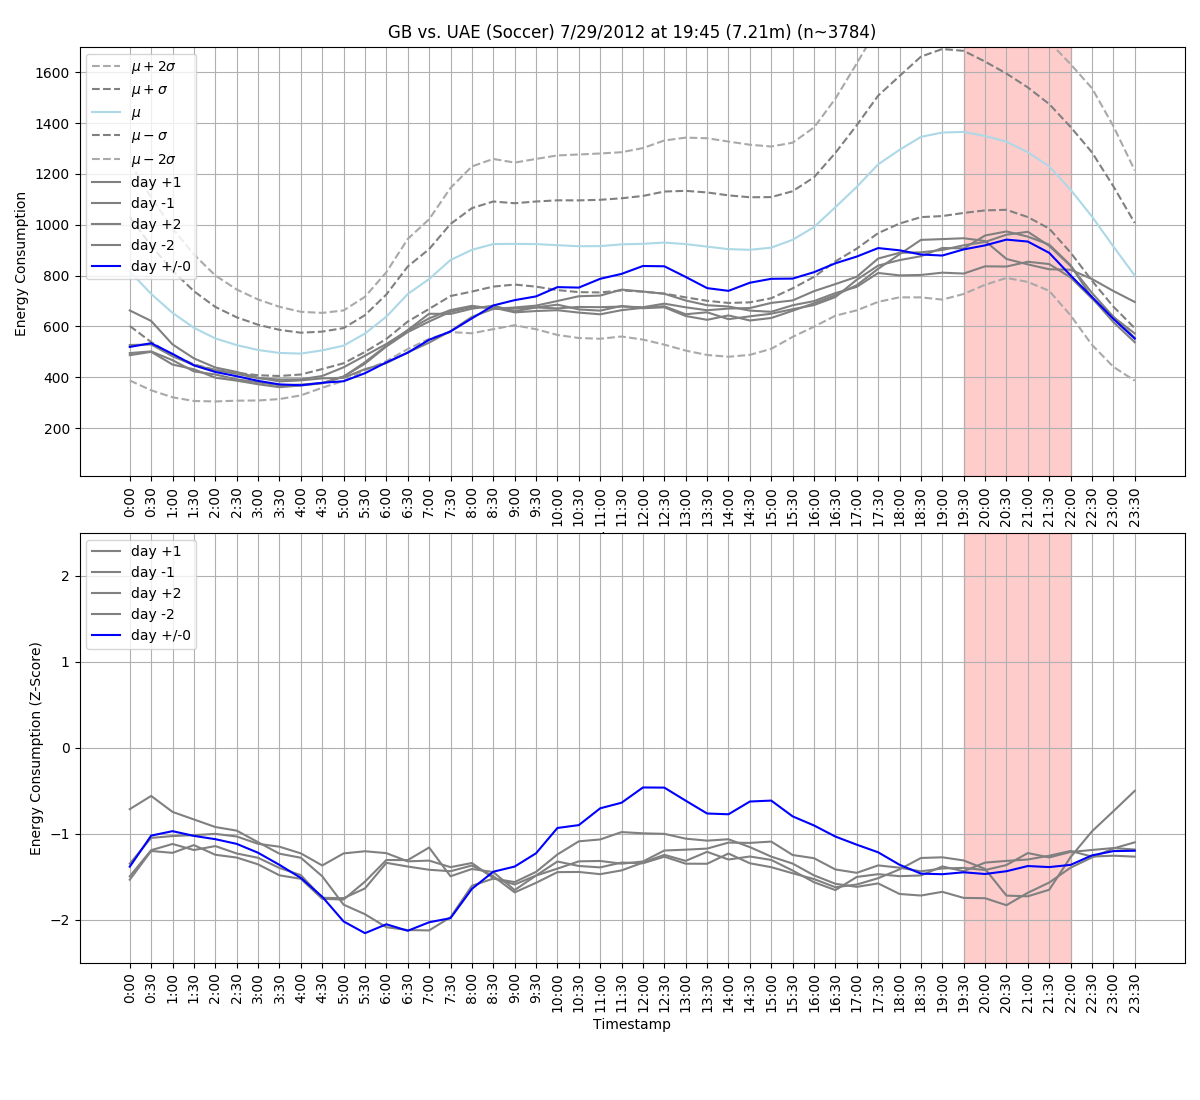 GB vs. UAE (Soccer) 7/29/2012 at 19:45 (7.21m) (n~3784)
Energy Consumption
1600
1400
1200
1000
800
600
400
200
μ + 2σ
μ + σ
μ
μ − σ
μ − 2σ
day +1
day -1
day +2
day -2
day +/-0
0:00 0:30 1:00 1:30 2:00 2:30 3:00 3:30 4:00 4:30 5:00 5:30 6:00 6:30 7:00 7:30 8:00 8:30 9:00 9:30 10:00 10:30 11:00 11:30 12:00 12:30 13:00 13:30 14:00 14:30 15:00 15:30 16:00 16:30 17:00 17:30 18:00 18:30 19:00 19:30 20:00 20:30 21:00 21:30 22:00 22:30 23:00 23:30
Energy Consumption (Z-Score)
2
1
0
−1
−2
day +1
day -1
day +2
day -2
day +/-0
0:00 0:30 1:00 1:30 2:00 2:30 3:00 3:30 4:00 4:30 5:00 5:30 6:00 6:30 7:00 7:30 8:00 8:30 9:00 9:30 10:00 10:30 11:00 11:30 12:00 12:30 13:00 13:30 14:00 14:30 15:00 15:30 16:00 16:30 17:00 17:30 18:00 18:30 19:00 19:30 20:00 20:30 21:00 21:30 22:00 22:30 23:00 23:30
Timestamp